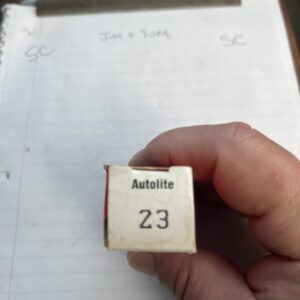 Jim + Tom
SC SC
Autolite
23